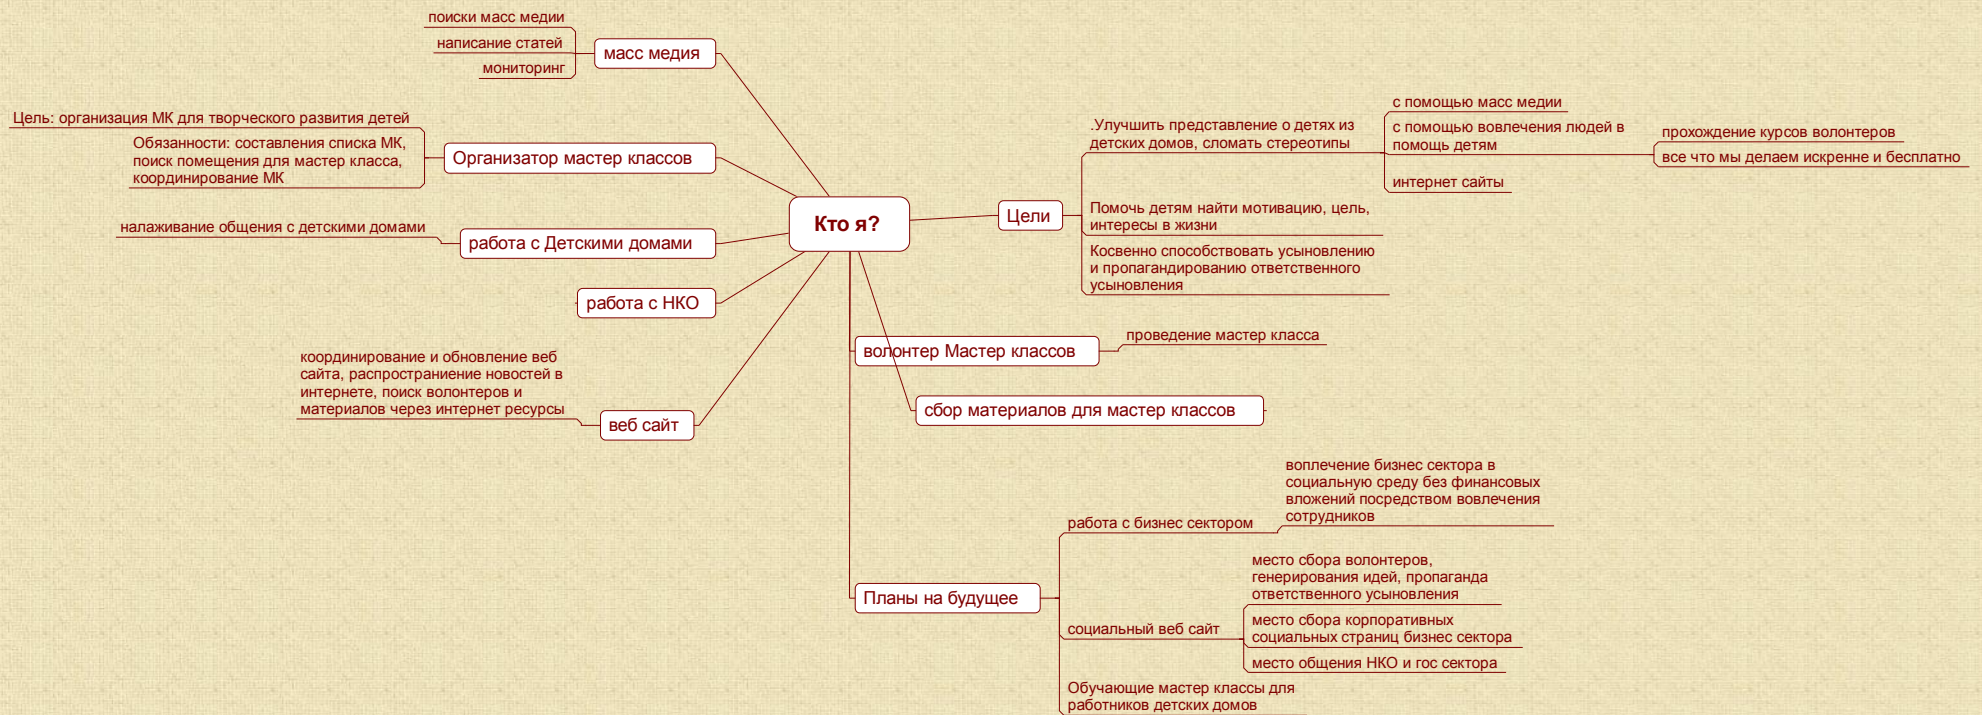 поиски масс медии
написание статей
мониторинг
масс медия
Цель: организация МК для творческого развития детей
Обязанности: составления списка МК,
поиск помещения для мастер класса,
координирование МК
Организатор мастер классов
налаживание общения с детскими домами
работа с Детскими домами
работа с НКО
координирование и обновление веб
сайта, распространиение новостей в
интернете, поиск волонтеров и
материалов через интернет ресурсы
веб сайт
Кто я?
Цели
.Улучшить представление о детях из
детских домов, сломать стереотипы
с помощью масс медии
с помощью вовлечения людей в
помощь детям
прохождение курсов волонтеров
все что мы делаем искренне и бесплатно
интернет сайты
Помочь детям найти мотивацию, цель,
интересы в жизни
Косвенно способствовать усыновлению
и пропагандированию ответственного
усыновления
волонтер Мастер классов
проведение мастер класса
сбор материалов для мастер классов
Планы на будущее
работа с бизнес сектором
воплечение бизнес сектора в
социальную среду без финансовых
вложений посредством вовлечения
сотрудников
социальный веб сайт
место сбора волонтеров,
генерирования идей, пропаганда
ответственного усыновления
место сбора корпоративных
социальных страниц бизнес сектора
место общения НКО и гос сектора
Обучающие мастер классы для
работников детских домов